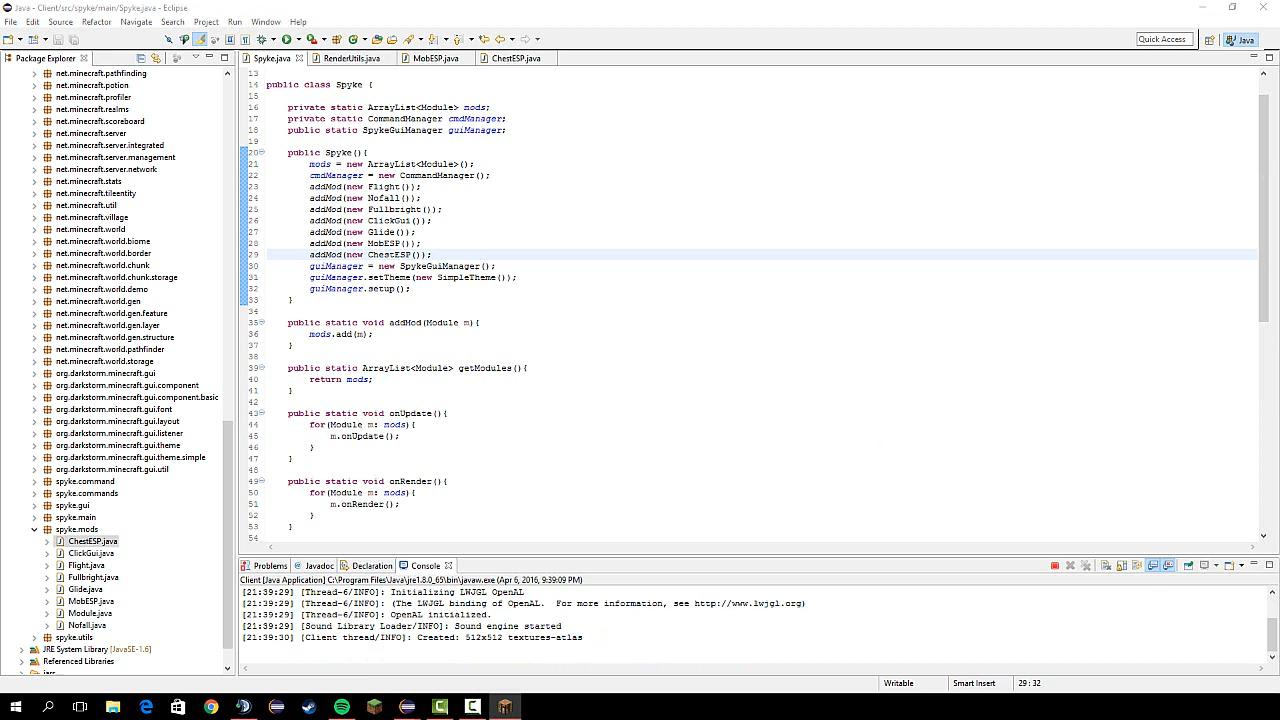 Java - Client/src/spyke/main/Spyke.java - Eclipse
File Edit Source Refactor Navigate Search Project Run Window Help
Quick Access
Java
Package Explorer
net.minecraft.pathfinding
net.minecraft.potion
net.minecraft.profiler
net.minecraft.realms
net.minecraft.scoreboard
net.minecraft.server
net.minecraft.server.integrated
net.minecraft.server.management
net.minecraft.server.network
net.minecraft.stats
net.minecraft.tileentity
net.minecraft.util
net.minecraft.village
net.minecraft.world
net.minecraft.world.biome
net.minecraft.world.border
net.minecraft.world.chunk
net.minecraft.world.chunk.storage
net.minecraft.world.demo
net.minecraft.world.gen
net.minecraft.world.gen.feature
net.minecraft.world.gen.layer
net.minecraft.world.gen.structure
net.minecraft.world.pathfinder
net.minecraft.world.storage
org.darkstorm.minecraft.gui
org.darkstorm.minecraft.gui.component
org.darkstorm.minecraft.gui.component.basic
org.darkstorm.minecraft.gui.font
org.darkstorm.minecraft.gui.layout
org.darkstorm.minecraft.gui.listener
org.darkstorm.minecraft.gui.theme
org.darkstorm.minecraft.gui.theme.simple
org.darkstorm.minecraft.gui.util
spyke.command
spyke.commands
spyke.gui
spyke.main
spyke.mods
ChestESP.java
ClickGui.java
Flight.java
Fullbright.java
Glide.java
MobESP.java
Module.java
Nofall.java
spyke.utils
JRE System Library [JavaSE-1.6]
Referenced Libraries
jars
Spyke.java RenderUtils.java MobESP.java ChestESP.java
13
14 public class Spyke {
15
16 private static ArrayList<Module> mods;
17 private static CommandManager cmdManager;
18 public static SpykeGuiManager guiManager;
19
20 public Spyke(){
21 mods = new ArrayList<Module>();
22 cmdManager = new CommandManager();
23 addMod(new Flight());
24 addMod(new Nofall());
25 addMod(new Fullbright());
26 addMod(new ClickGui());
27 addMod(new Glide());
28 addMod(new MobESP());
29 addMod(new ChestESP());
30 guiManager = new SpykeGuiManager();
31 guiManager.setTheme(new SimpleTheme());
32 guiManager.setup();
33 }
34
35 public static void addMod(Module m){
36 mods.add(m);
37 }
38
39 public static ArrayList<Module> getModules(){
40 return mods;
41 }
42
43 public static void onUpdate(){
44 for(Module m: mods){
45 m.onUpdate();
46 }
47 }
48
49 public static void onRender(){
50 for(Module m: mods){
51 m.onRender();
52 }
53 }
54
Problems Javadoc Declaration Console
Client [Java Application] C:\Program Files\Java\jre1.8.0_65\bin\javaw.exe (Apr 6, 2016, 9:39:09 PM)
[21:39:29] [Thread-6/INFO]: Initializing LWJGL OpenAL
[21:39:29] [Thread-6/INFO]: (The LWJGL binding of OpenAL. For more information, see http://www.lwjgl.org)
[21:39:29] [Thread-6/INFO]: OpenAL initialized.
[21:39:29] [Sound Library Loader/INFO]: Sound engine started
[21:39:30] [Client thread/INFO]: Created: 512x512 textures-atlas
Writable Smart Insert 29 : 32